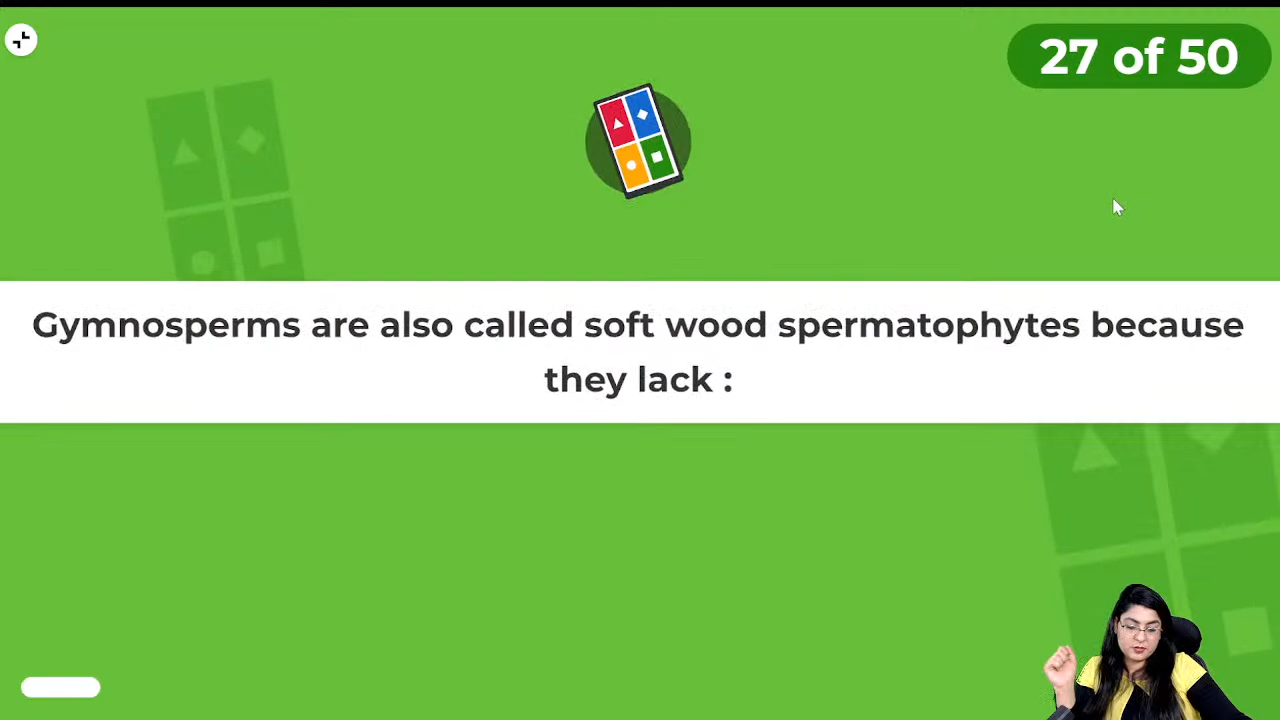 27 of 50
Gymnosperms are also called soft wood spermatophytes because
they lack :